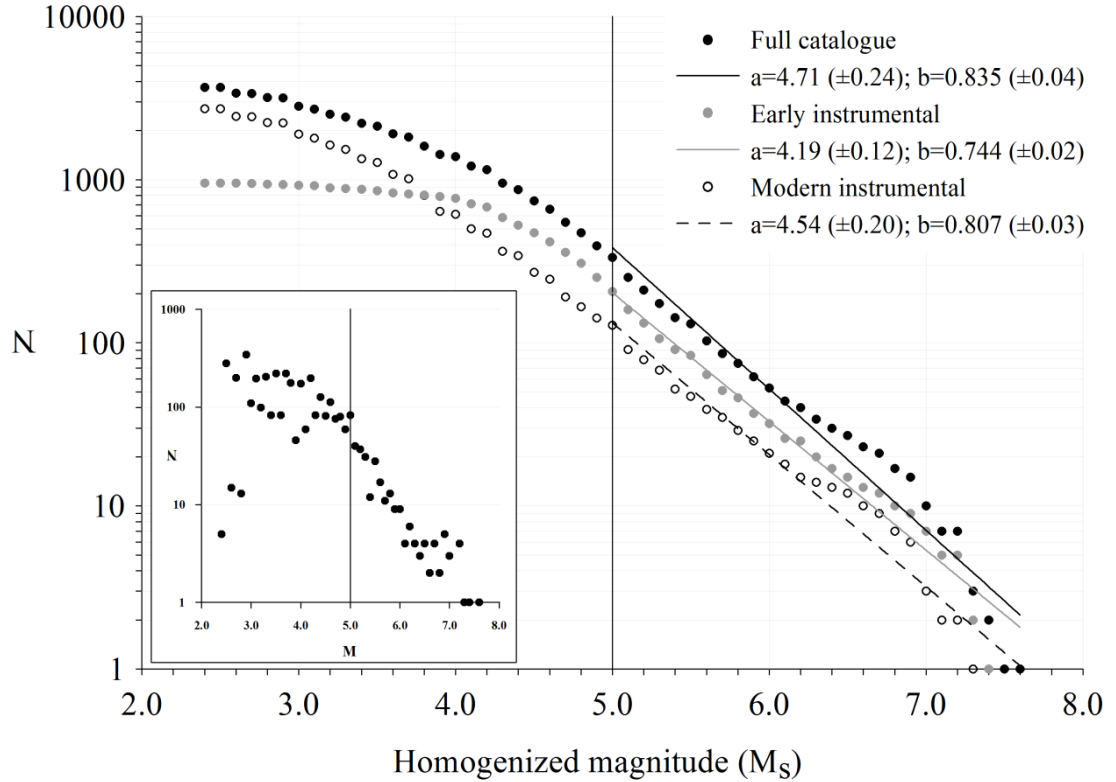 10000
1000
100
10
1
N
2.0 3.0 4.0 5.0 6.0 7.0 8.0
Homogenized magnitude (Ms)
Full catalogue
a=4.71 (±0.24); b=0.835 (±0.04)
Early instrumental
a=4.19 (±0.12); b=0.744 (±0.02)
Modern instrumental
a=4.54 (±0.20); b=0.807 (±0.03)
1000
100
N
10
1
2.0 3.0 4.0 5.0 6.0 7.0 8.0
M